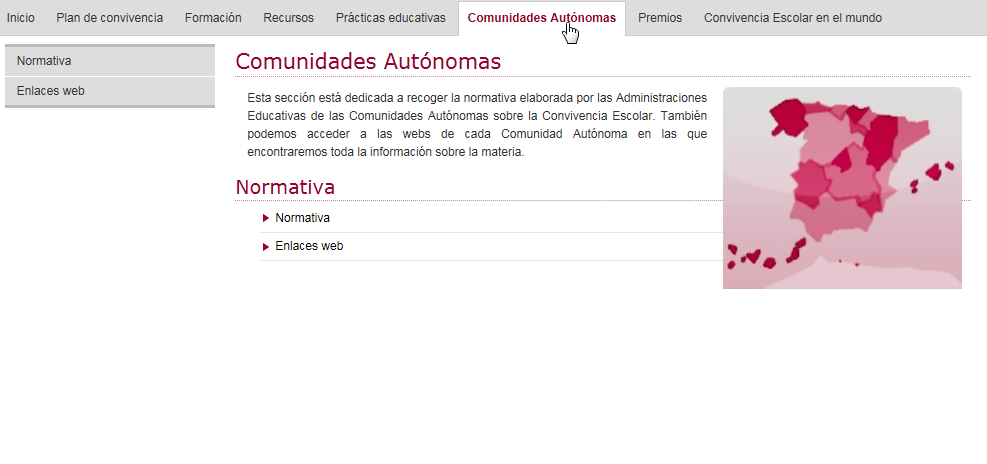 Inicio Plan de convivencia Formación Recursos Prácticas educativas Comunidades Autónomas Premios Convivencia Escolar en el mundo
Normativa
Enlaces web
Comunidades Autónomas
Esta sección está dedicada a recoger la normativa elaborada por las Administraciones
Educativas de las Comunidades Autónomas sobre la Convivencia Escolar. También
podemos acceder a las webs de cada Comunidad Autónoma en las que
encontraremos toda la información sobre la materia.
Normativa
Normativa
Enlaces web